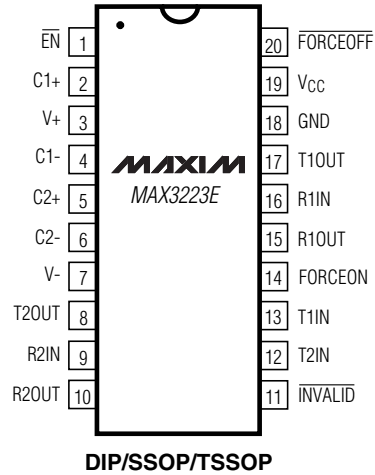 EN 1
C1+ 2
V+ 3
C1- 4
C2+ 5
C2- 6
V- 7
T2OUT 8
R2IN 9
R2OUT 10
MAXIM
MAX3223E
20 FORCEOFF
19 VCC
18 GND
17 T1OUT
16 R1IN
15 R1OUT
14 FORCEON
13 T1IN
12 T2IN
11 INVALID
DIP/SSOP/TSSOP